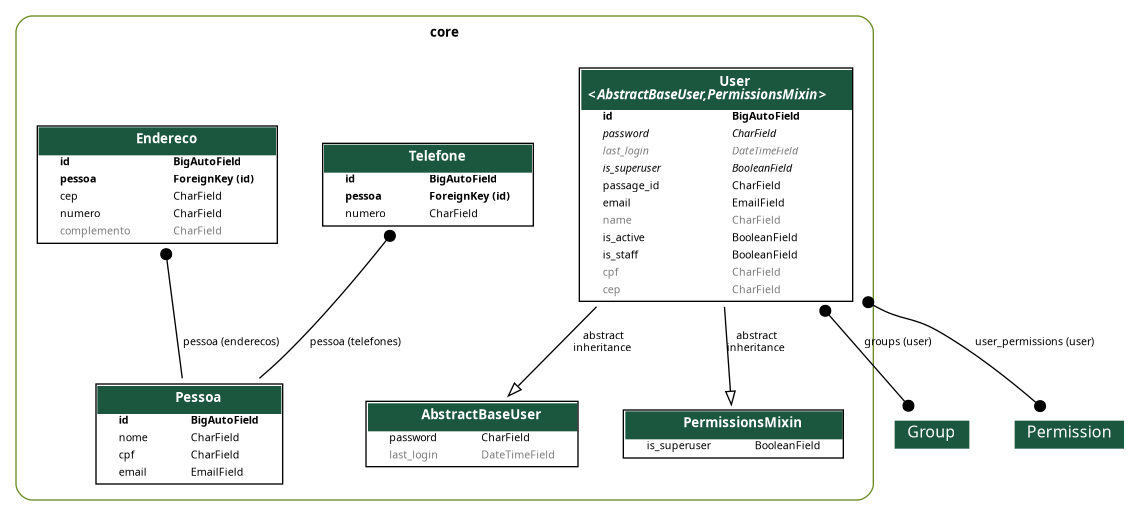 core
User
<AbstractBaseUser,PermissionsMixin>
id BigAutoField
password CharField
last_login DateTimeField
is_superuser BooleanField
passage_id CharField
email EmailField
name CharField
is_active BooleanField
is_staff BooleanField
cpf CharField
cep CharField
Endereco
id BigAutoField
pessoa ForeignKey (id)
cep CharField
numero CharField
complemento CharField
Telefone
id BigAutoField
pessoa ForeignKey (id)
numero CharField
pessoa (enderecos)
pessoa (telefones)
abstract
inheritance
abstract
inheritance
groups (user)
user_permissions (user)
Pessoa
id BigAutoField
nome CharField
cpf CharField
email EmailField
AbstractBaseUser
password CharField
last_login DateTimeField
PermissionsMixin
is_superuser BooleanField
Group
Permission